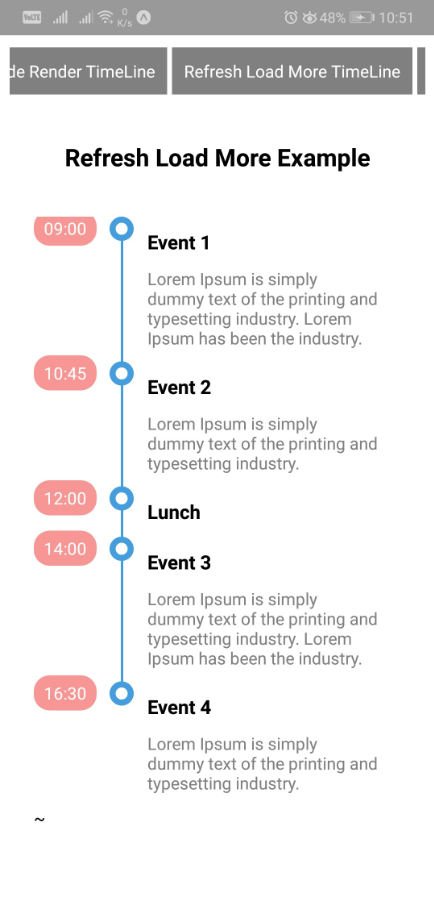 VoLTE 0 K/s 48% 10:51
de Render TimeLine Refresh Load More TimeLine
Refresh Load More Example
09:00
Event 1
Lorem Ipsum is simply
dummy text of the printing and
typesetting industry. Lorem
Ipsum has been the industry.
10:45
Event 2
Lorem Ipsum is simply
dummy text of the printing and
typesetting industry.
12:00
Lunch
14:00
Event 3
Lorem Ipsum is simply
dummy text of the printing and
typesetting industry. Lorem
Ipsum has been the industry.
16:30
Event 4
Lorem Ipsum is simply
dummy text of the printing and
typesetting industry.
~